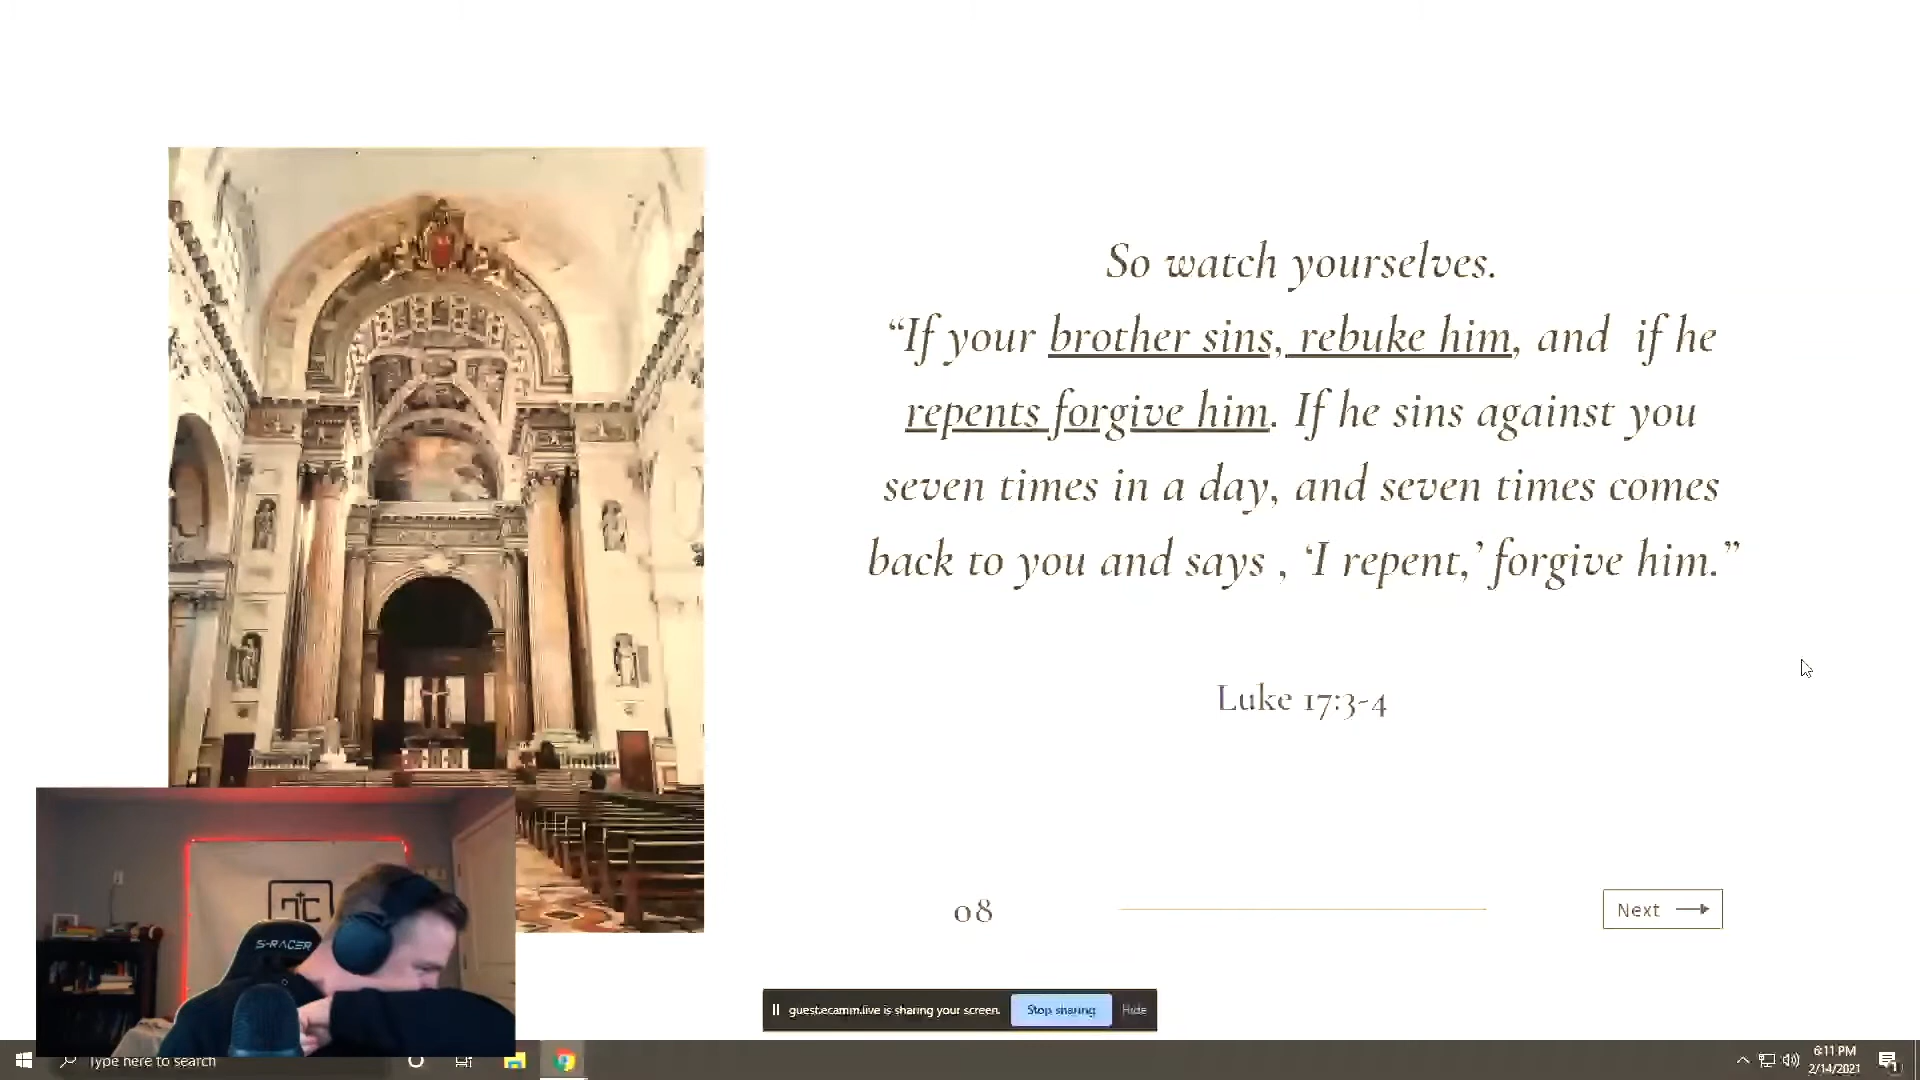 So watch yourselves.
“If your brother sins, rebuke him, and if he
repents forgive him. If he sins against you
seven times in a day, and seven times comes
back to you and says , ‘I repent,’ forgive him.”
Luke 17:3-4
08
Next
S-RACER
guest.ecamm.live is sharing your screen.
Stop sharing
Hide
Type here to search
6:11 PM
2/14/2021